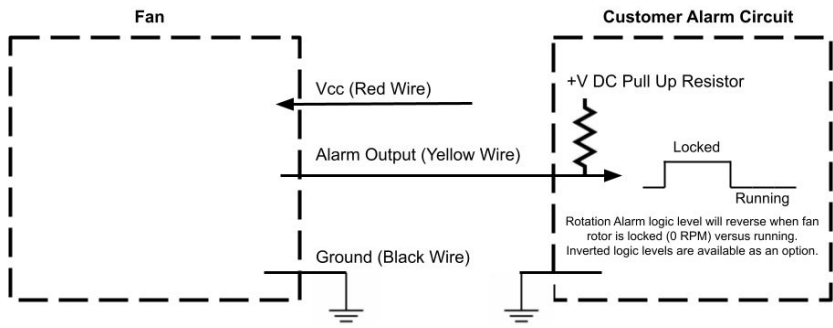 Fan
Customer Alarm Circuit
Vcc (Red Wire)
+V DC Pull Up Resistor
Alarm Output (Yellow Wire)
Locked
Running
Rotation Alarm logic level will reverse when fan
rotor is locked (0 RPM) versus running.
Inverted logic levels are available as an option.
Ground (Black Wire)